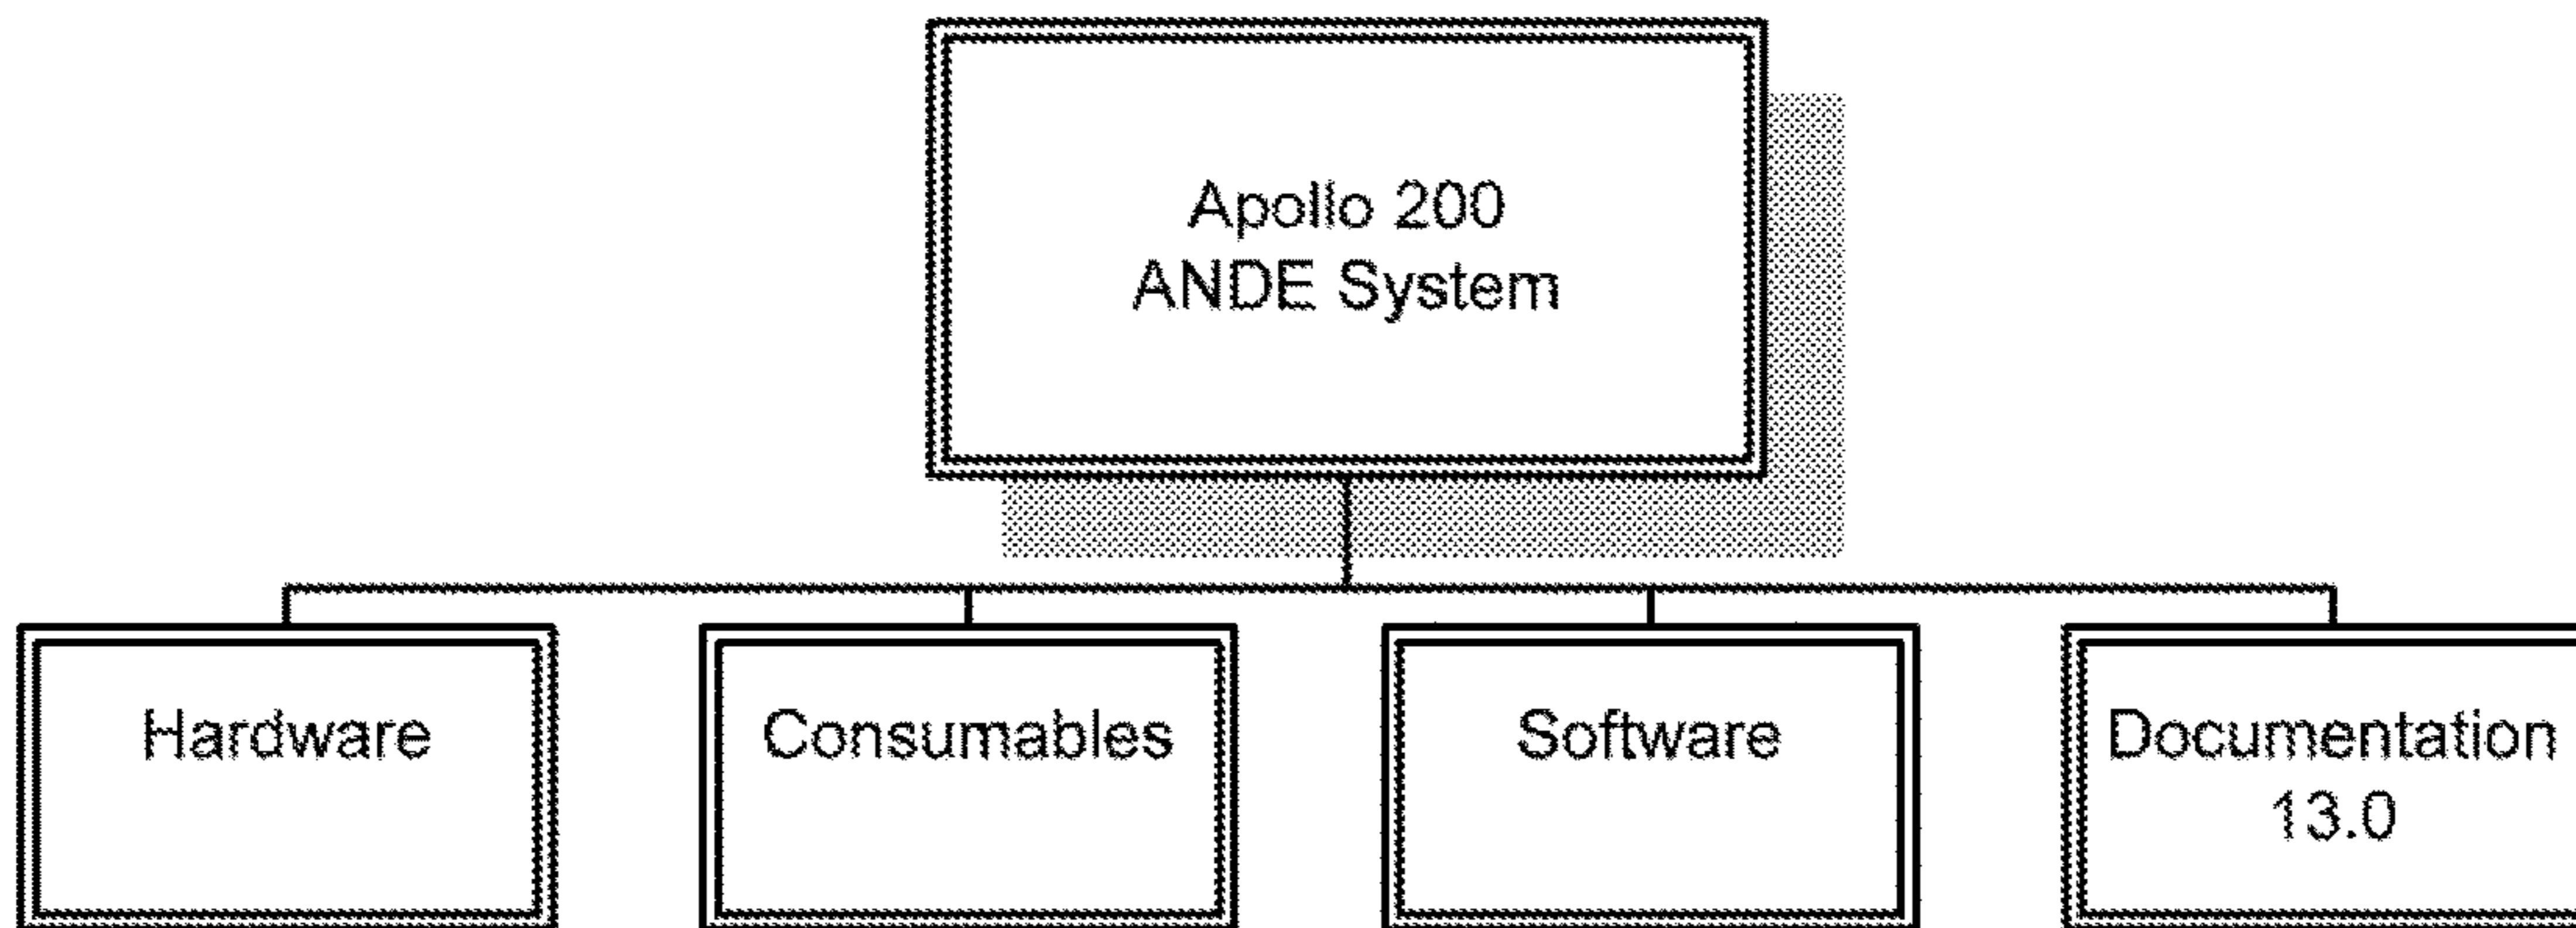 Apollo 200
ANDE System
Hardware
Consumables
Software
Documentation
13.0